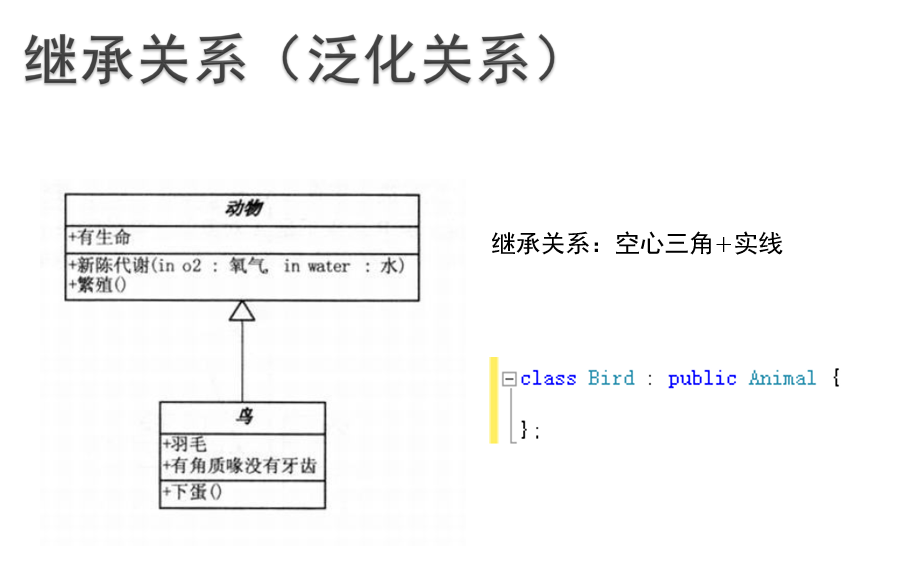 继承关系（泛化关系）
动物
+有生命
+新陈代谢(in o2 : 氧气, in water : 水)
+繁殖()
继承关系：空心三角+实线
class Bird : public Animal {
};
鸟
+羽毛
+有角质喙没有牙齿
+下蛋()